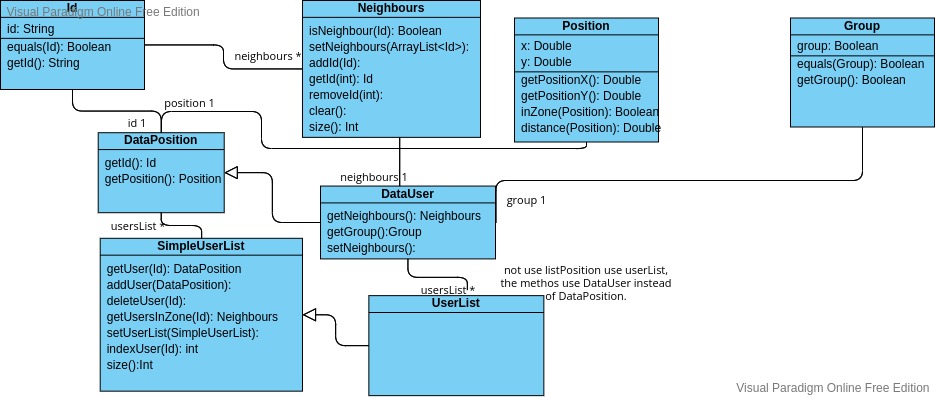 Visual Paradigm Online Free Edition
Id
id: String
equals(Id): Boolean
getId(): String
Neighbours
isNeighbour(Id): Boolean
setNeighbours(ArrayList<Id>):
addId(Id):
getId(int): Id
removeId(int):
clear():
size(): Int
Position
x: Double
y: Double
getPositionX(): Double
getPositionY(): Double
inZone(Position): Boolean
distance(Position): Double
Group
group: Boolean
equals(Group): Boolean
getGroup(): Boolean
neighbours *
position 1
id 1
DataPosition
getId(): Id
getPosition(): Position
neighbours 1
DataUser
getNeighbours(): Neighbours
getGroup():Group
setNeighbours():
group 1
usersList *
SimpleUserList
getUser(Id): DataPosition
addUser(DataPosition):
deleteUser(Id):
getUsersInZone(Id): Neighbours
setUserList(SimpleUserList):
indexUser(Id): int
size():Int
usersList *
UserList
not use listPosition use userList,
the methos use DataUser instead
of DataPosition.
Visual Paradigm Online Free Edition